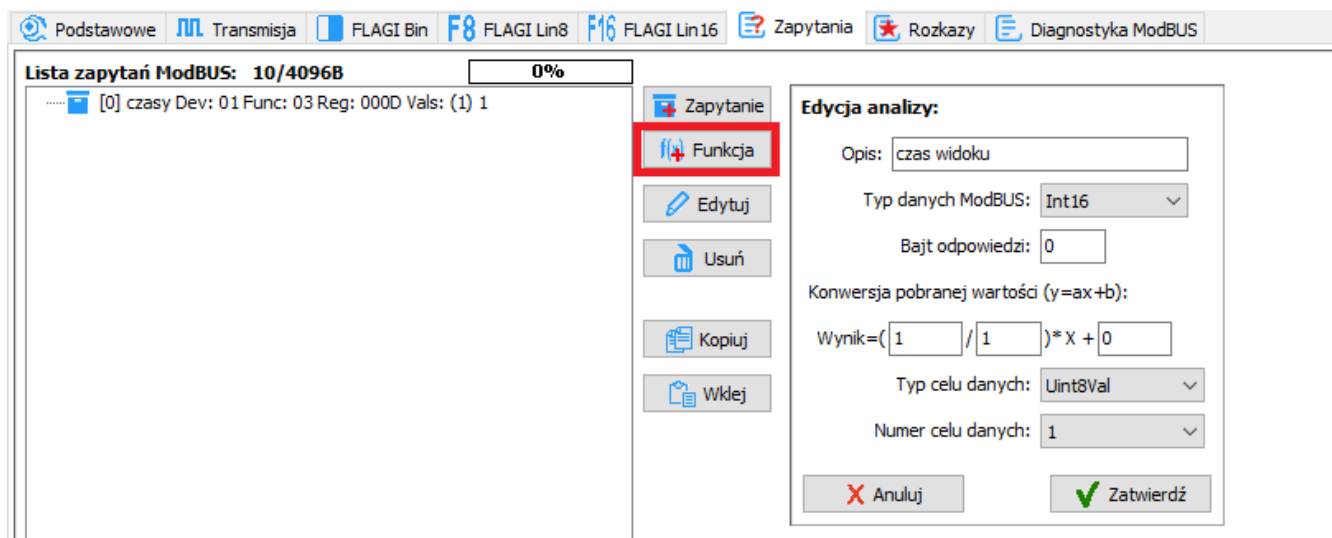 Podstawowe Transmisja FLAGI Bin F8 FLAGI Lin8 F16 FLAGI Lin16 Zapytania Rozkazy Diagnostyka ModBUS
Lista zapytań ModBUS: 10/4096B 0%
[0] czasy Dev: 01 Func: 03 Reg: 000D Vals: (1) 1
Zapytanie
f(x) Funkcja
Edytuj
Usuń
Kopiuj
Wklej
Edycja analizy:
Opis: czas widoku
Typ danych ModBUS: Int16
Bajt odpowiedzi: 0
Konwersja pobranej wartości (y=ax+b):
Wynik=( 1 / 1 )* X + 0
Typ celu danych: Uint8Val
Numer celu danych: 1
Anuluj Zatwierdź